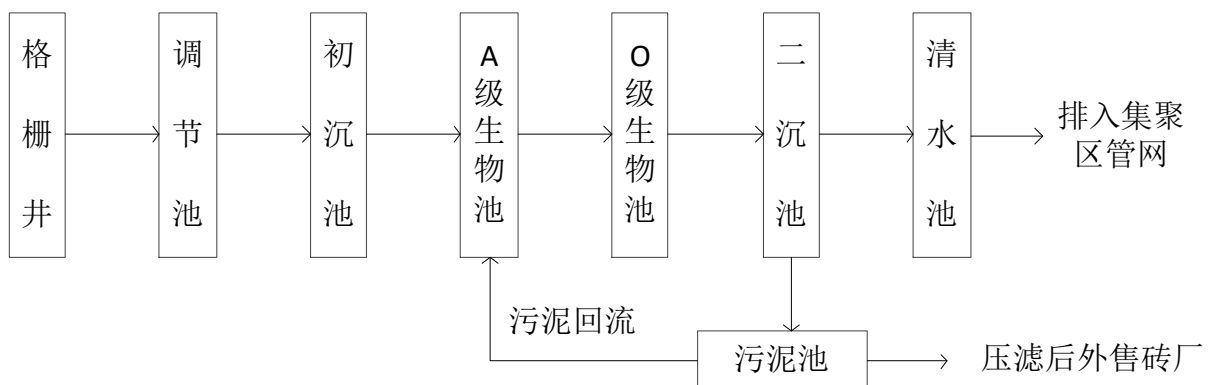 格栅井
调节池
初沉池
A级生物池
O级生物池
二沉池
清水池
排入集聚
区管网
污泥回流
污泥池
压滤后外售砖厂